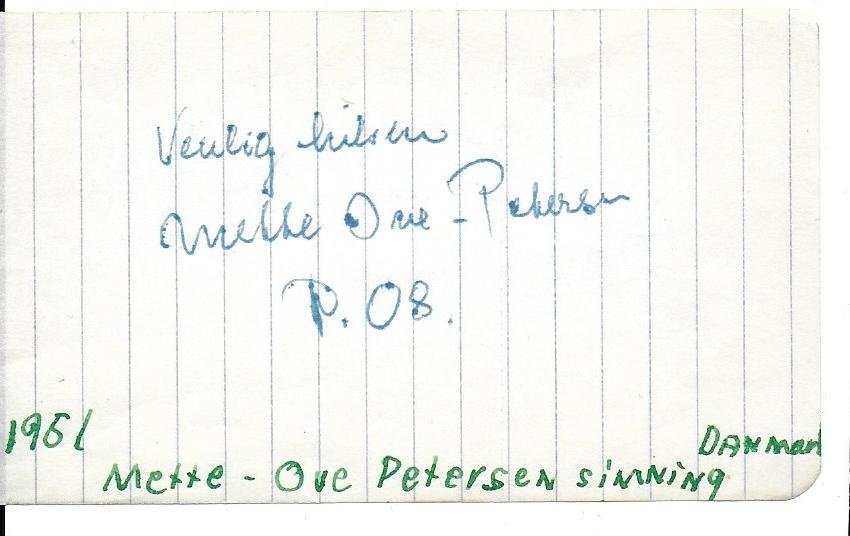 Venlig hilsen
Mette Ove-Petersen
P. 08.
1951
Danmark
Mette - Ove Petersen simning